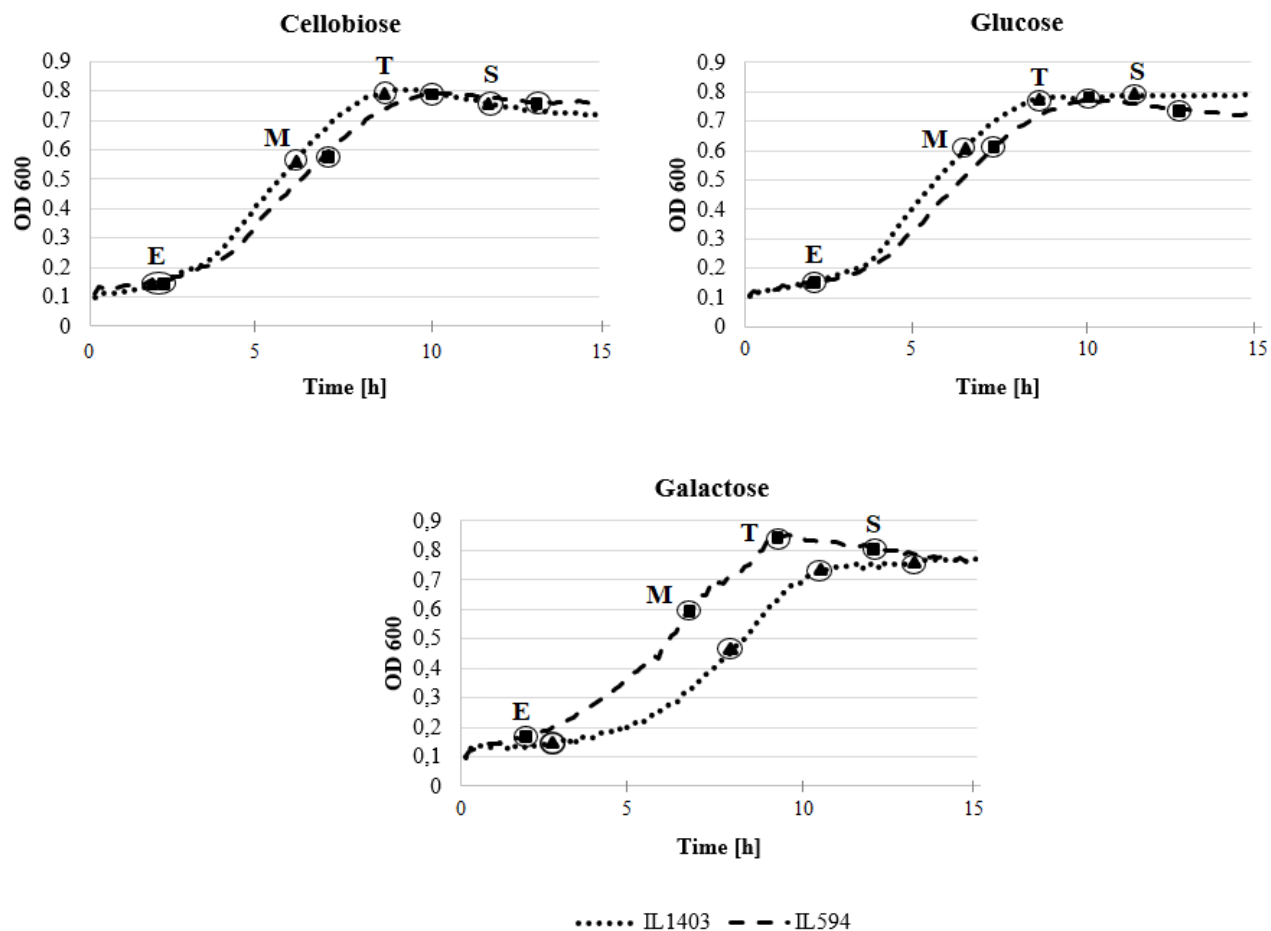 Cellobiose
0.9
0.8
0.7
0.6
0.5
0.4
0.3
0.2
0.1
0
OD 600
E
M
T
S
0 5 10 15
Time [h]
Glucose
0.9
0.8
0.7
0.6
0.5
0.4
0.3
0.2
0.1
0
OD 600
E
M
T
S
0 5 10 15
Time [h]
Galactose
0,9
0,8
0,7
0,6
0,5
0,4
0,3
0,2
0,1
0
OD 600
E
M
T
S
0 5 10 15
Time [h]
IL1403 IL594